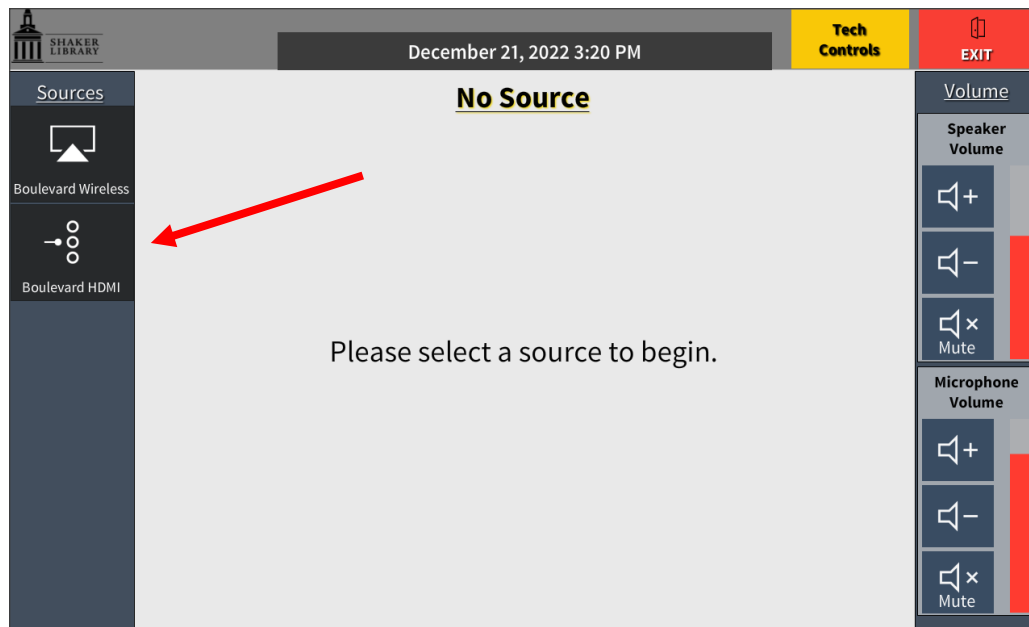 SHAKER
LIBRARY
December 21, 2022 3:20 PM
Tech
Controls
EXIT
Sources
Boulevard Wireless
Boulevard HDMI
No Source
Please select a source to begin.
Volume
Speaker
Volume
Mute
Microphone
Volume
Mute